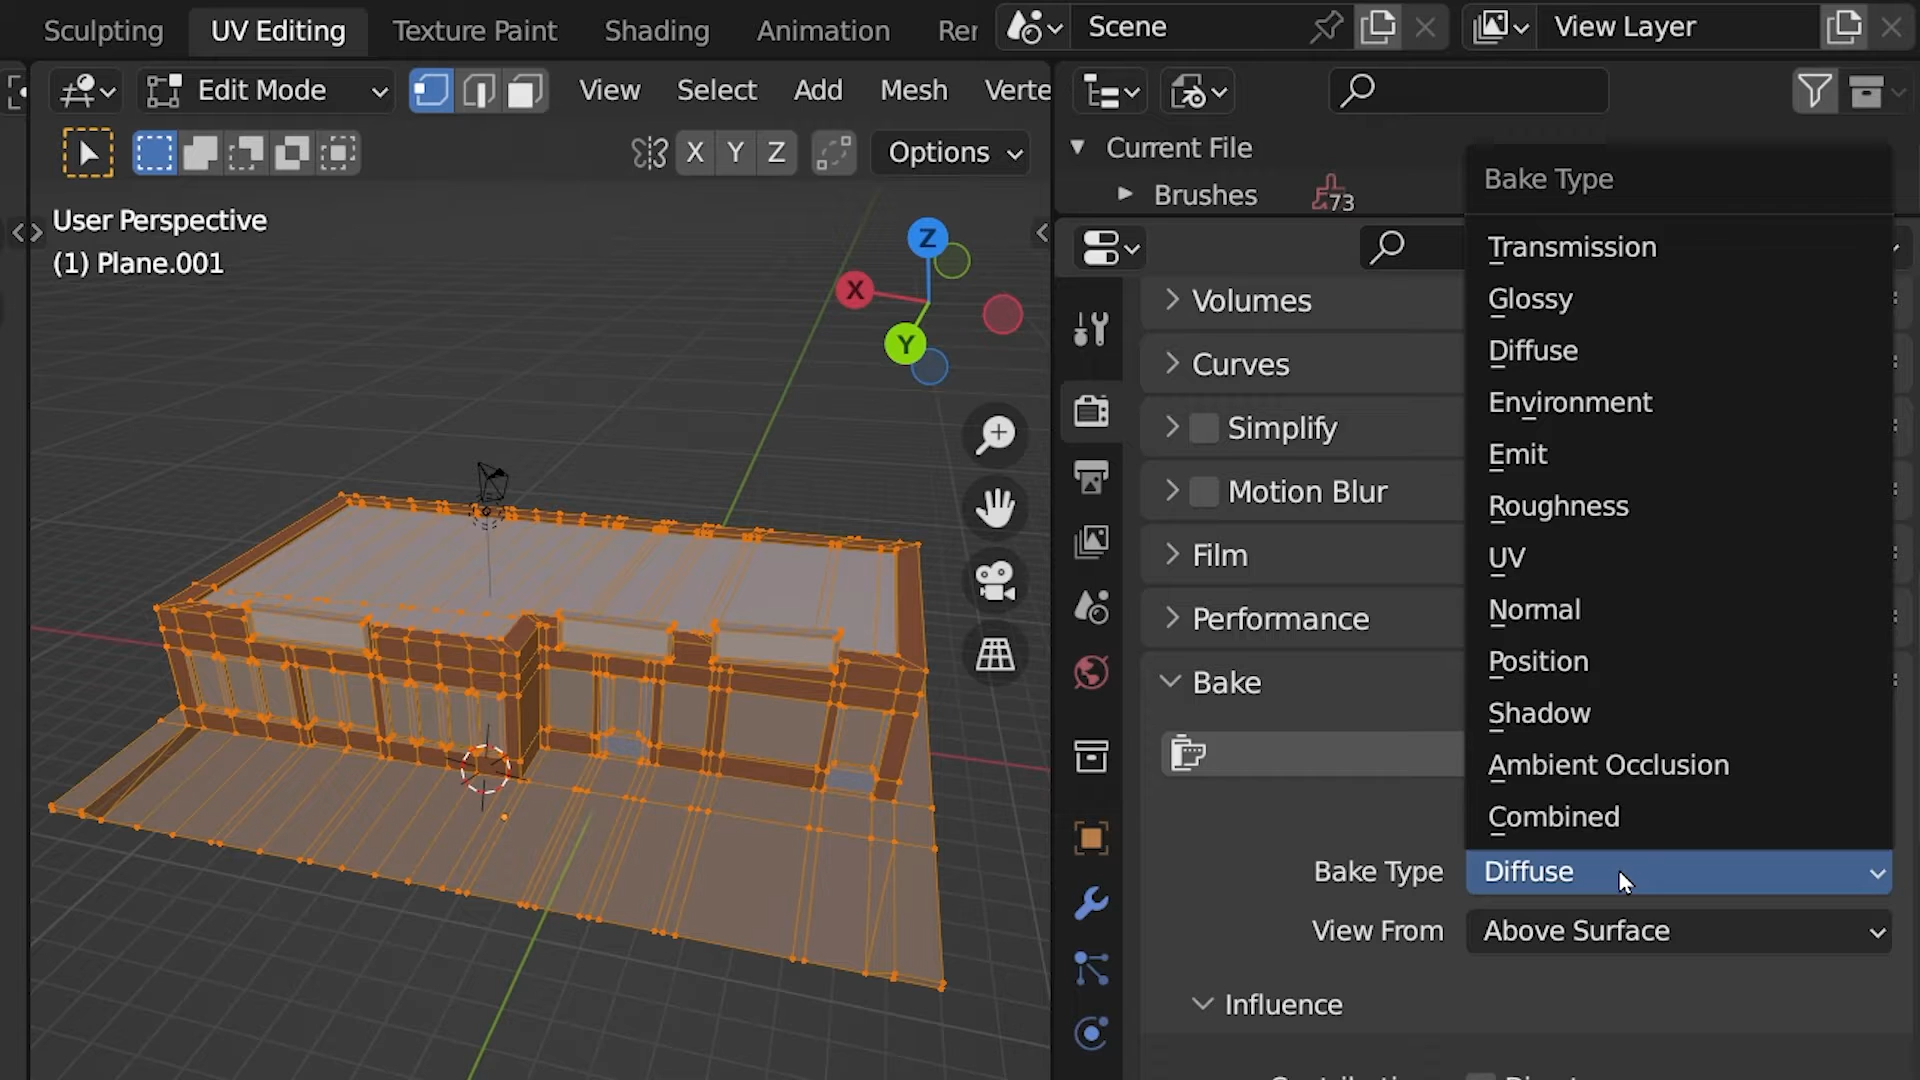 Sculpting UV Editing Texture Paint Shading Animation Rer Scene View Layer
Edit Mode View Select Add Mesh Verte
X Y Z Options
Current File
Brushes 73
User Perspective
(1) Plane.001
Z
X
Y
Volumes
Curves
Simplify
Motion Blur
Film
Performance
Bake
Bake Type
Transmission
Glossy
Diffuse
Environment
Emit
Roughness
UV
Normal
Position
Shadow
Ambient Occlusion
Combined
Bake Type Diffuse
View From Above Surface
Influence